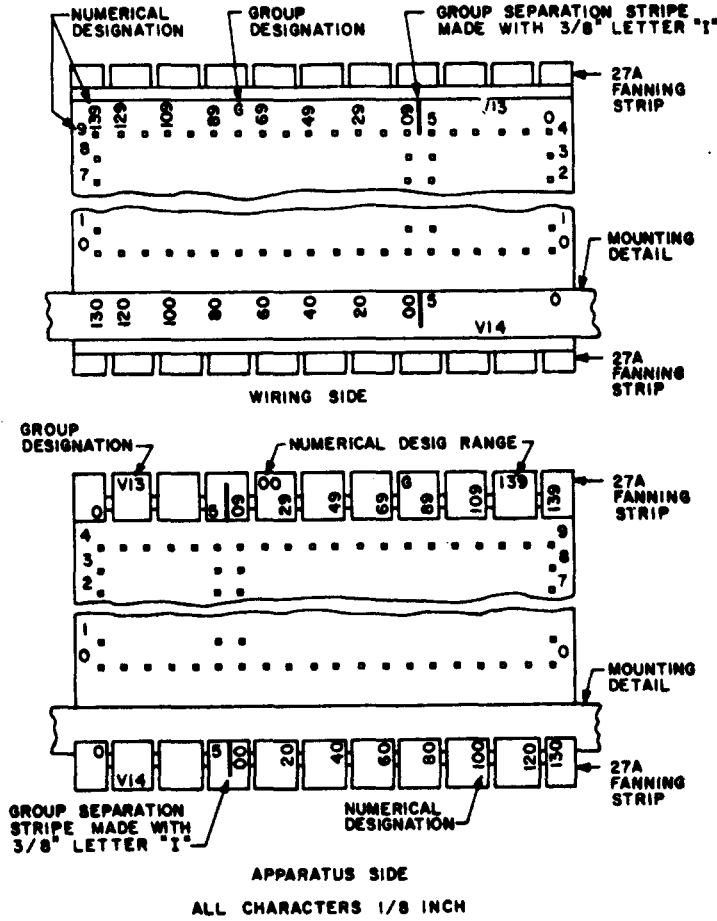 NUMERICAL DESIGNATION
GROUP DESIGNATION
GROUP SEPARATION STRIPE MADE WITH 3/8" LETTER "I"
27A FANNING STRIP
139 129 109 89 G 69 49 29 09 5 /13 0
9 4
8 3
7 2
1 1
0 0
MOUNTING DETAIL
130 120 100 80 60 40 20 00 5 0
V14
27A FANNING STRIP
WIRING SIDE
GROUP DESIGNATION
NUMERICAL DESIG RANGE
V13 00 G 139
0 5 09 29 49 69 89 109 139
27A FANNING STRIP
4 9
3 8
2 7
1
0 0
MOUNTING DETAIL
0 5 00 20 40 60 80 100 120 130
V14
27A FANNING STRIP
GROUP SEPARATION STRIPE MADE WITH 3/8" LETTER "I"
NUMERICAL DESIGNATION
APPARATUS SIDE
ALL CHARACTERS 1/8 INCH